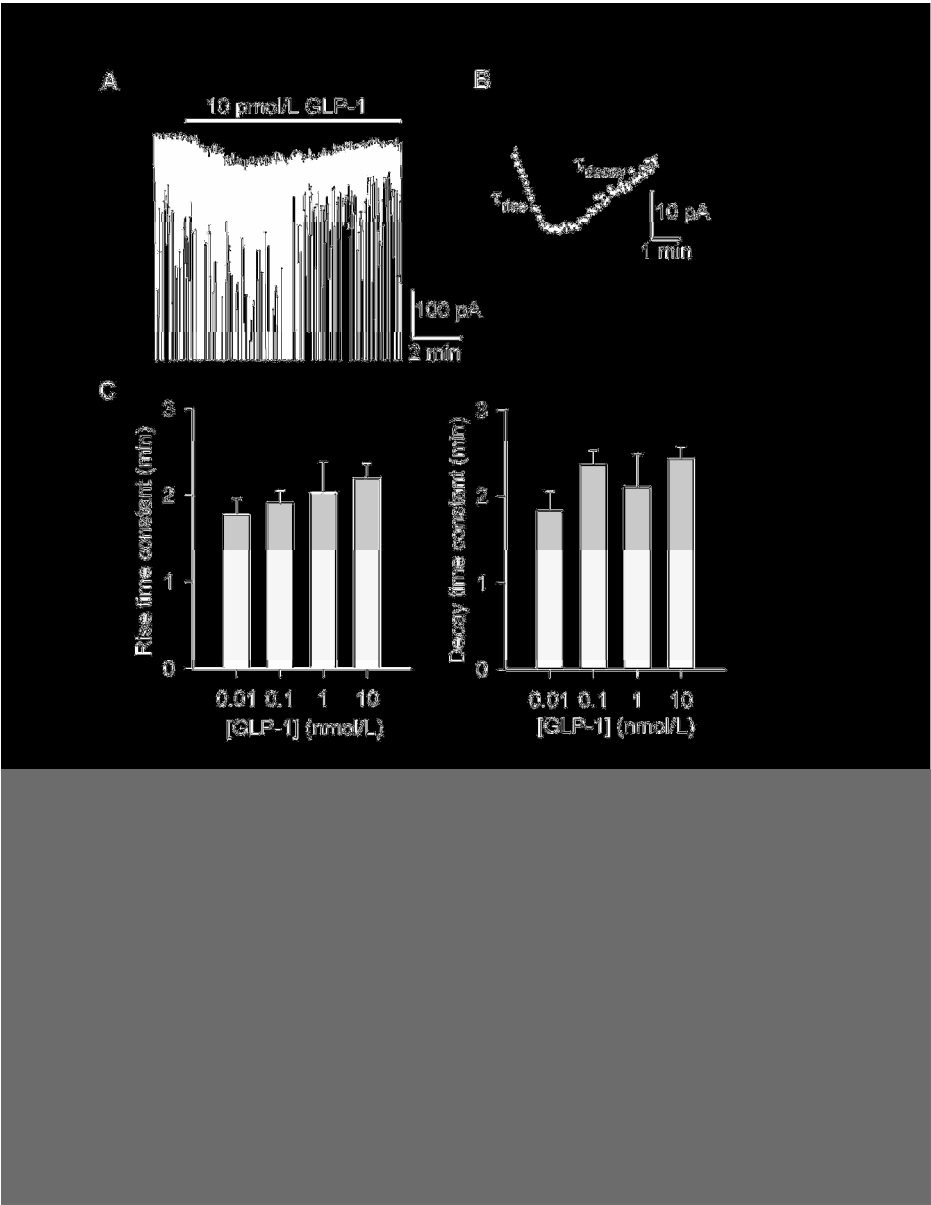 A
10 pmol/L GLP-1
100 pA
2 min
B
τrise
τdecay
10 pA
1 min
C
Rise time constant (min)
3
2
1
0
0.01 0.1 1 10
[GLP-1] (nmol/L)
Decay time constant (min)
3
2
1
0
0.01 0.1 1 10
[GLP-1] (nmol/L)